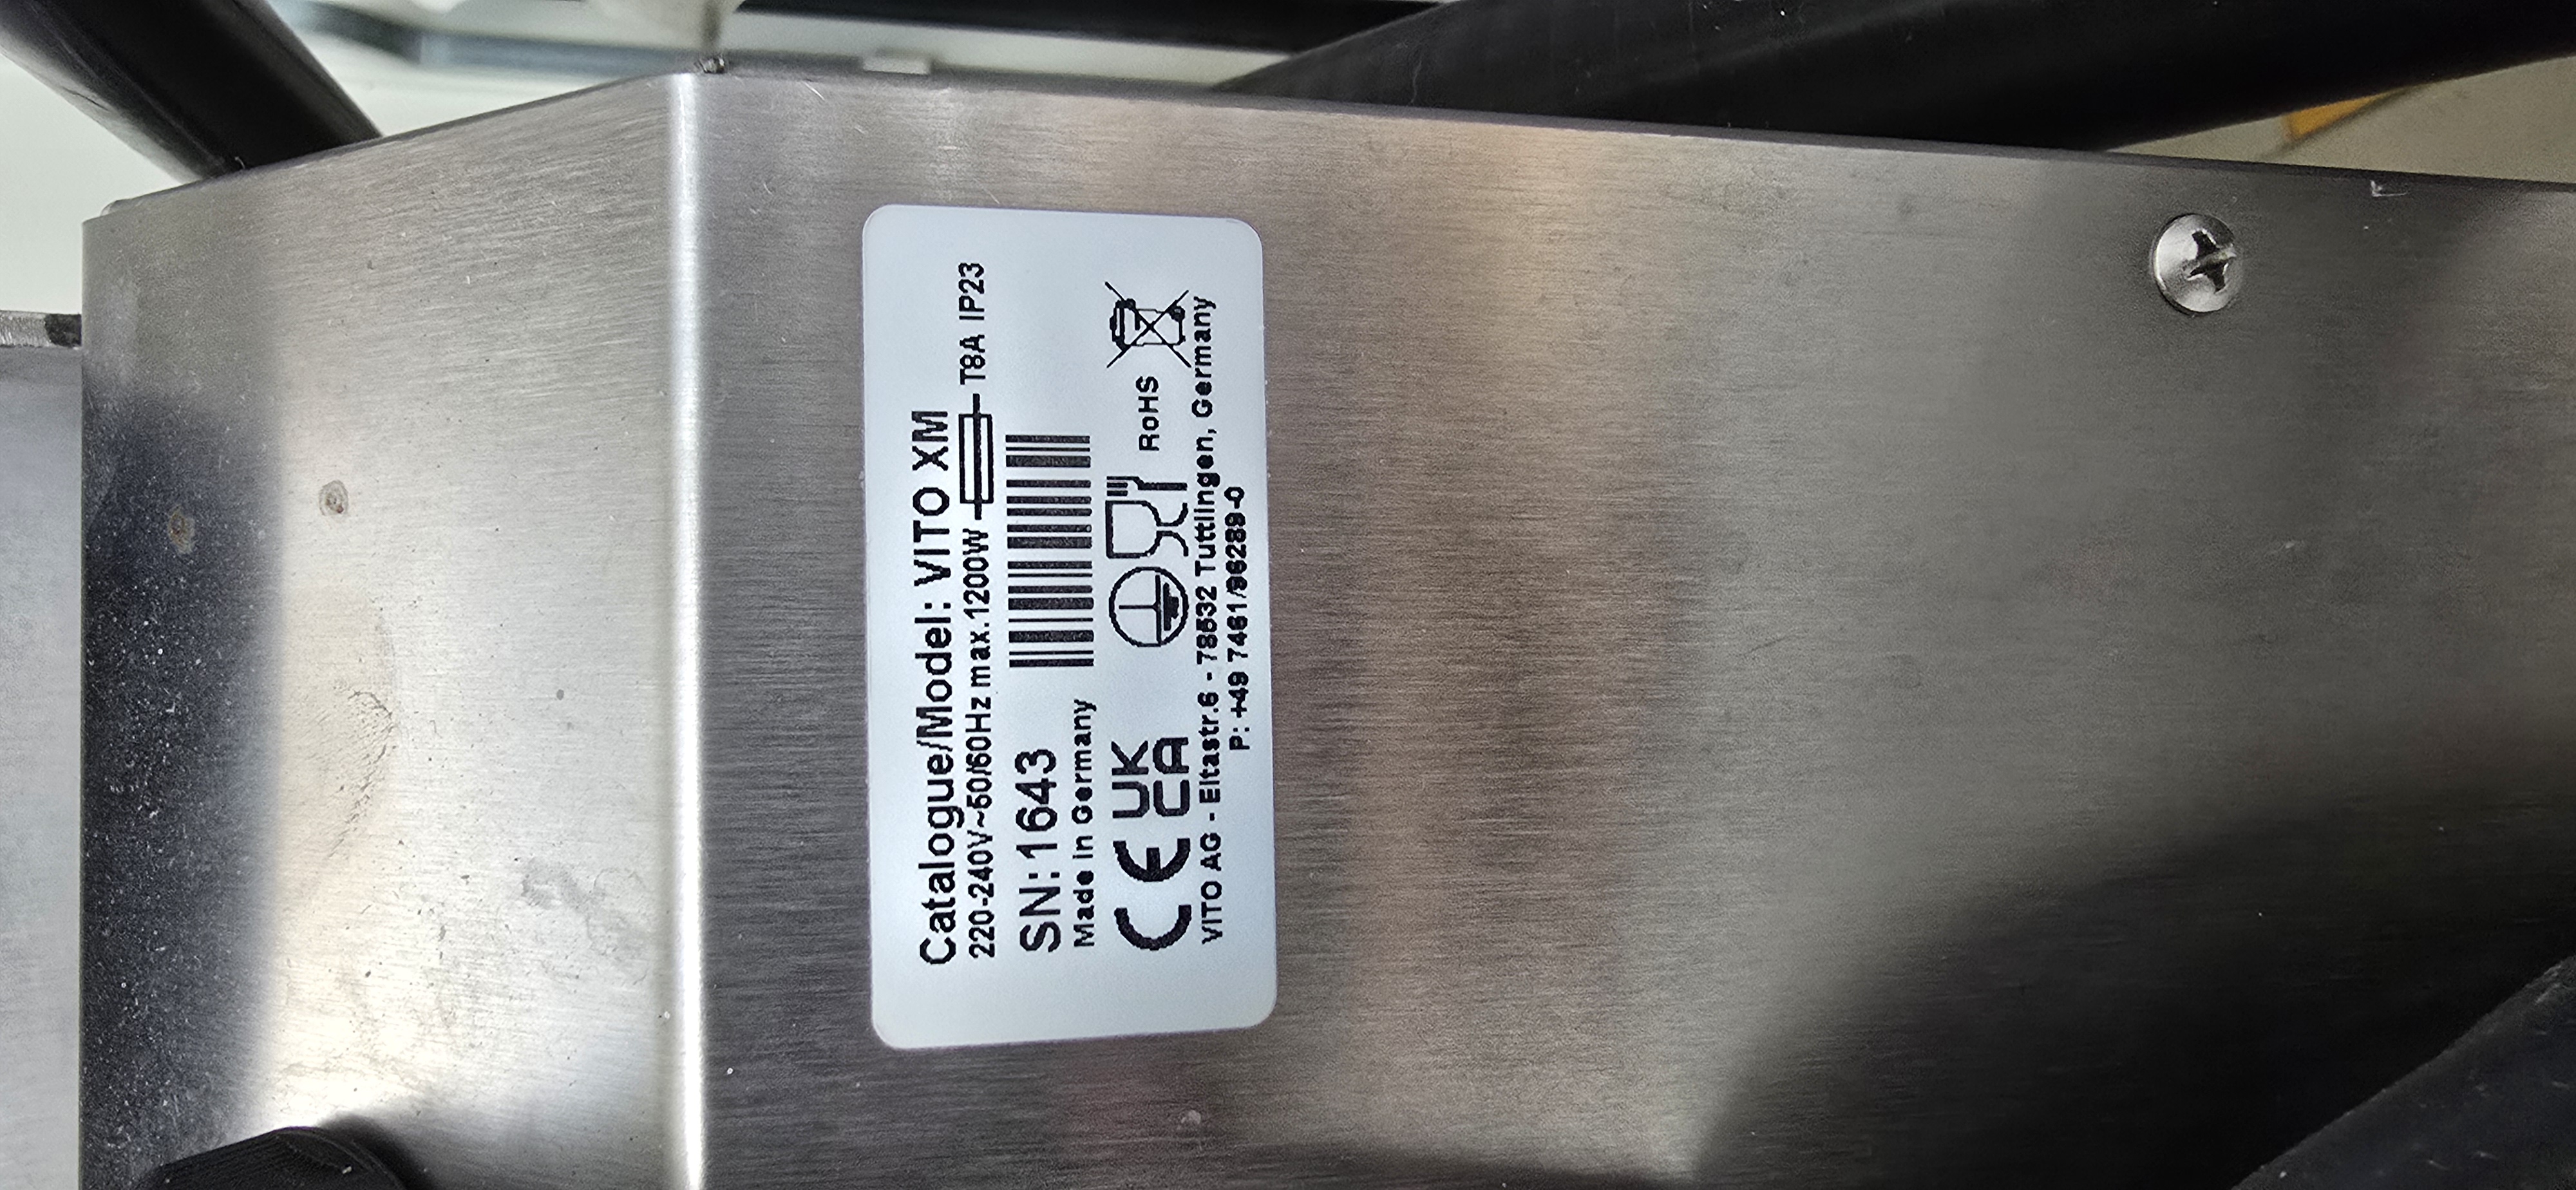 Catalogue/Model: VITO XM
220-240V~50/60Hz max.1200W T8A IP23
SN:1643
Made in Germany
CE UK CA RoHS
VITO AG - Eltastr.6 - 78532 Tuttlingen, Germany
P: +49 7461/96289-0